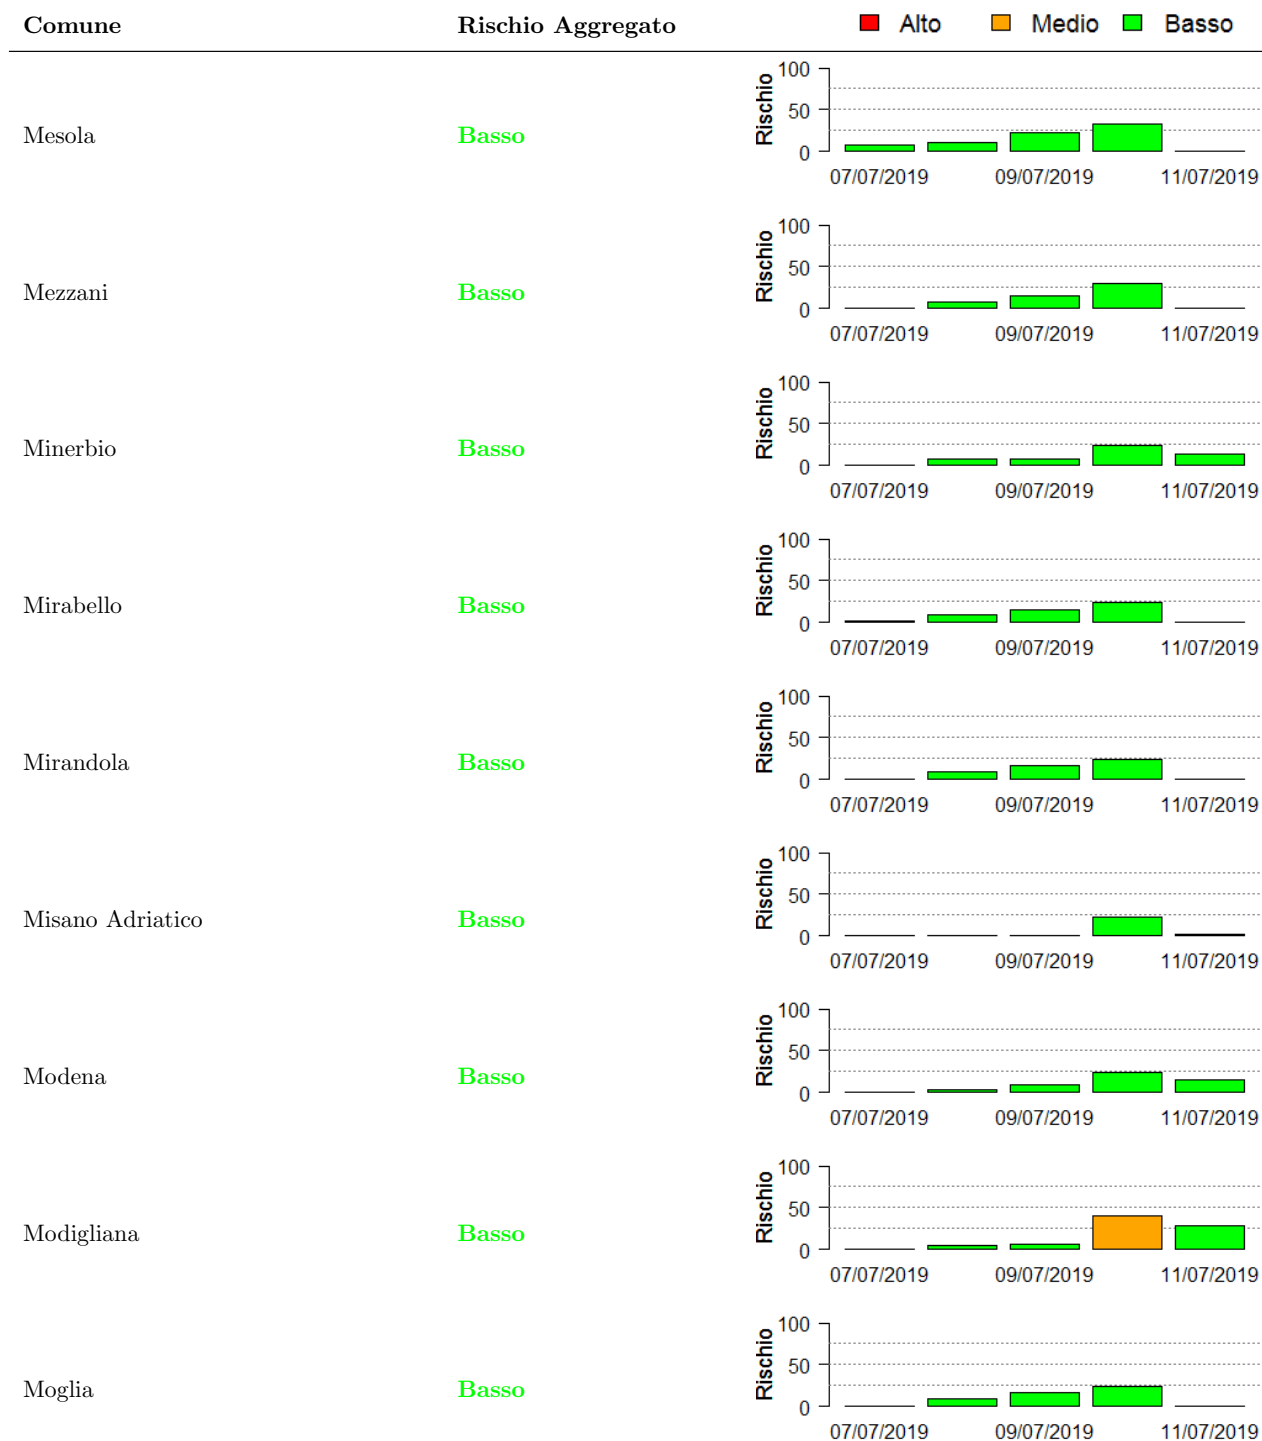 Comune Rischio Aggregato Alto Medio Basso
Mesola Basso Rischio 100 50 0
07/07/2019 09/07/2019 11/07/2019
Mezzani Basso Rischio 100 50 0
07/07/2019 09/07/2019 11/07/2019
Minerbio Basso Rischio 100 50 0
07/07/2019 09/07/2019 11/07/2019
Mirabello Basso Rischio 100 50 0
07/07/2019 09/07/2019 11/07/2019
Mirandola Basso Rischio 100 50 0
07/07/2019 09/07/2019 11/07/2019
Misano Adriatico Basso Rischio 100 50 0
07/07/2019 09/07/2019 11/07/2019
Modena Basso Rischio 100 50 0
07/07/2019 09/07/2019 11/07/2019
Modigliana Basso Rischio 100 50 0
07/07/2019 09/07/2019 11/07/2019
Moglia Basso Rischio 100 50 0
07/07/2019 09/07/2019 11/07/2019